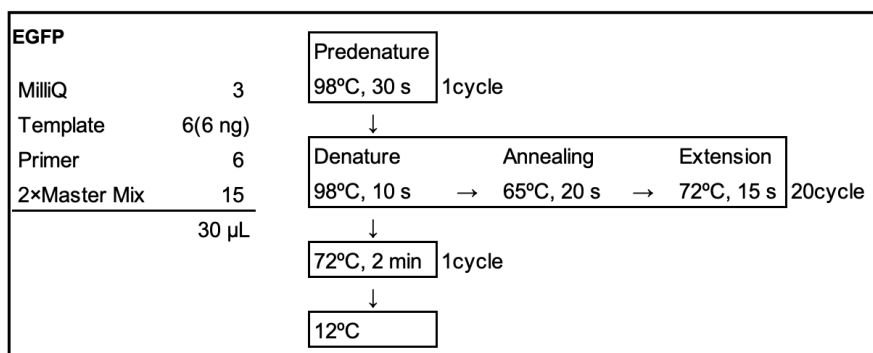 EGFP
MilliQ 3
Template 6(6 ng)
Primer 6
2×Master Mix 15
30 µL
Predenature
98ºC, 30 s 1cycle
↓
Denature Annealing Extension
98ºC, 10 s → 65ºC, 20 s → 72ºC, 15 s 20cycle
↓
72ºC, 2 min 1cycle
↓
12ºC